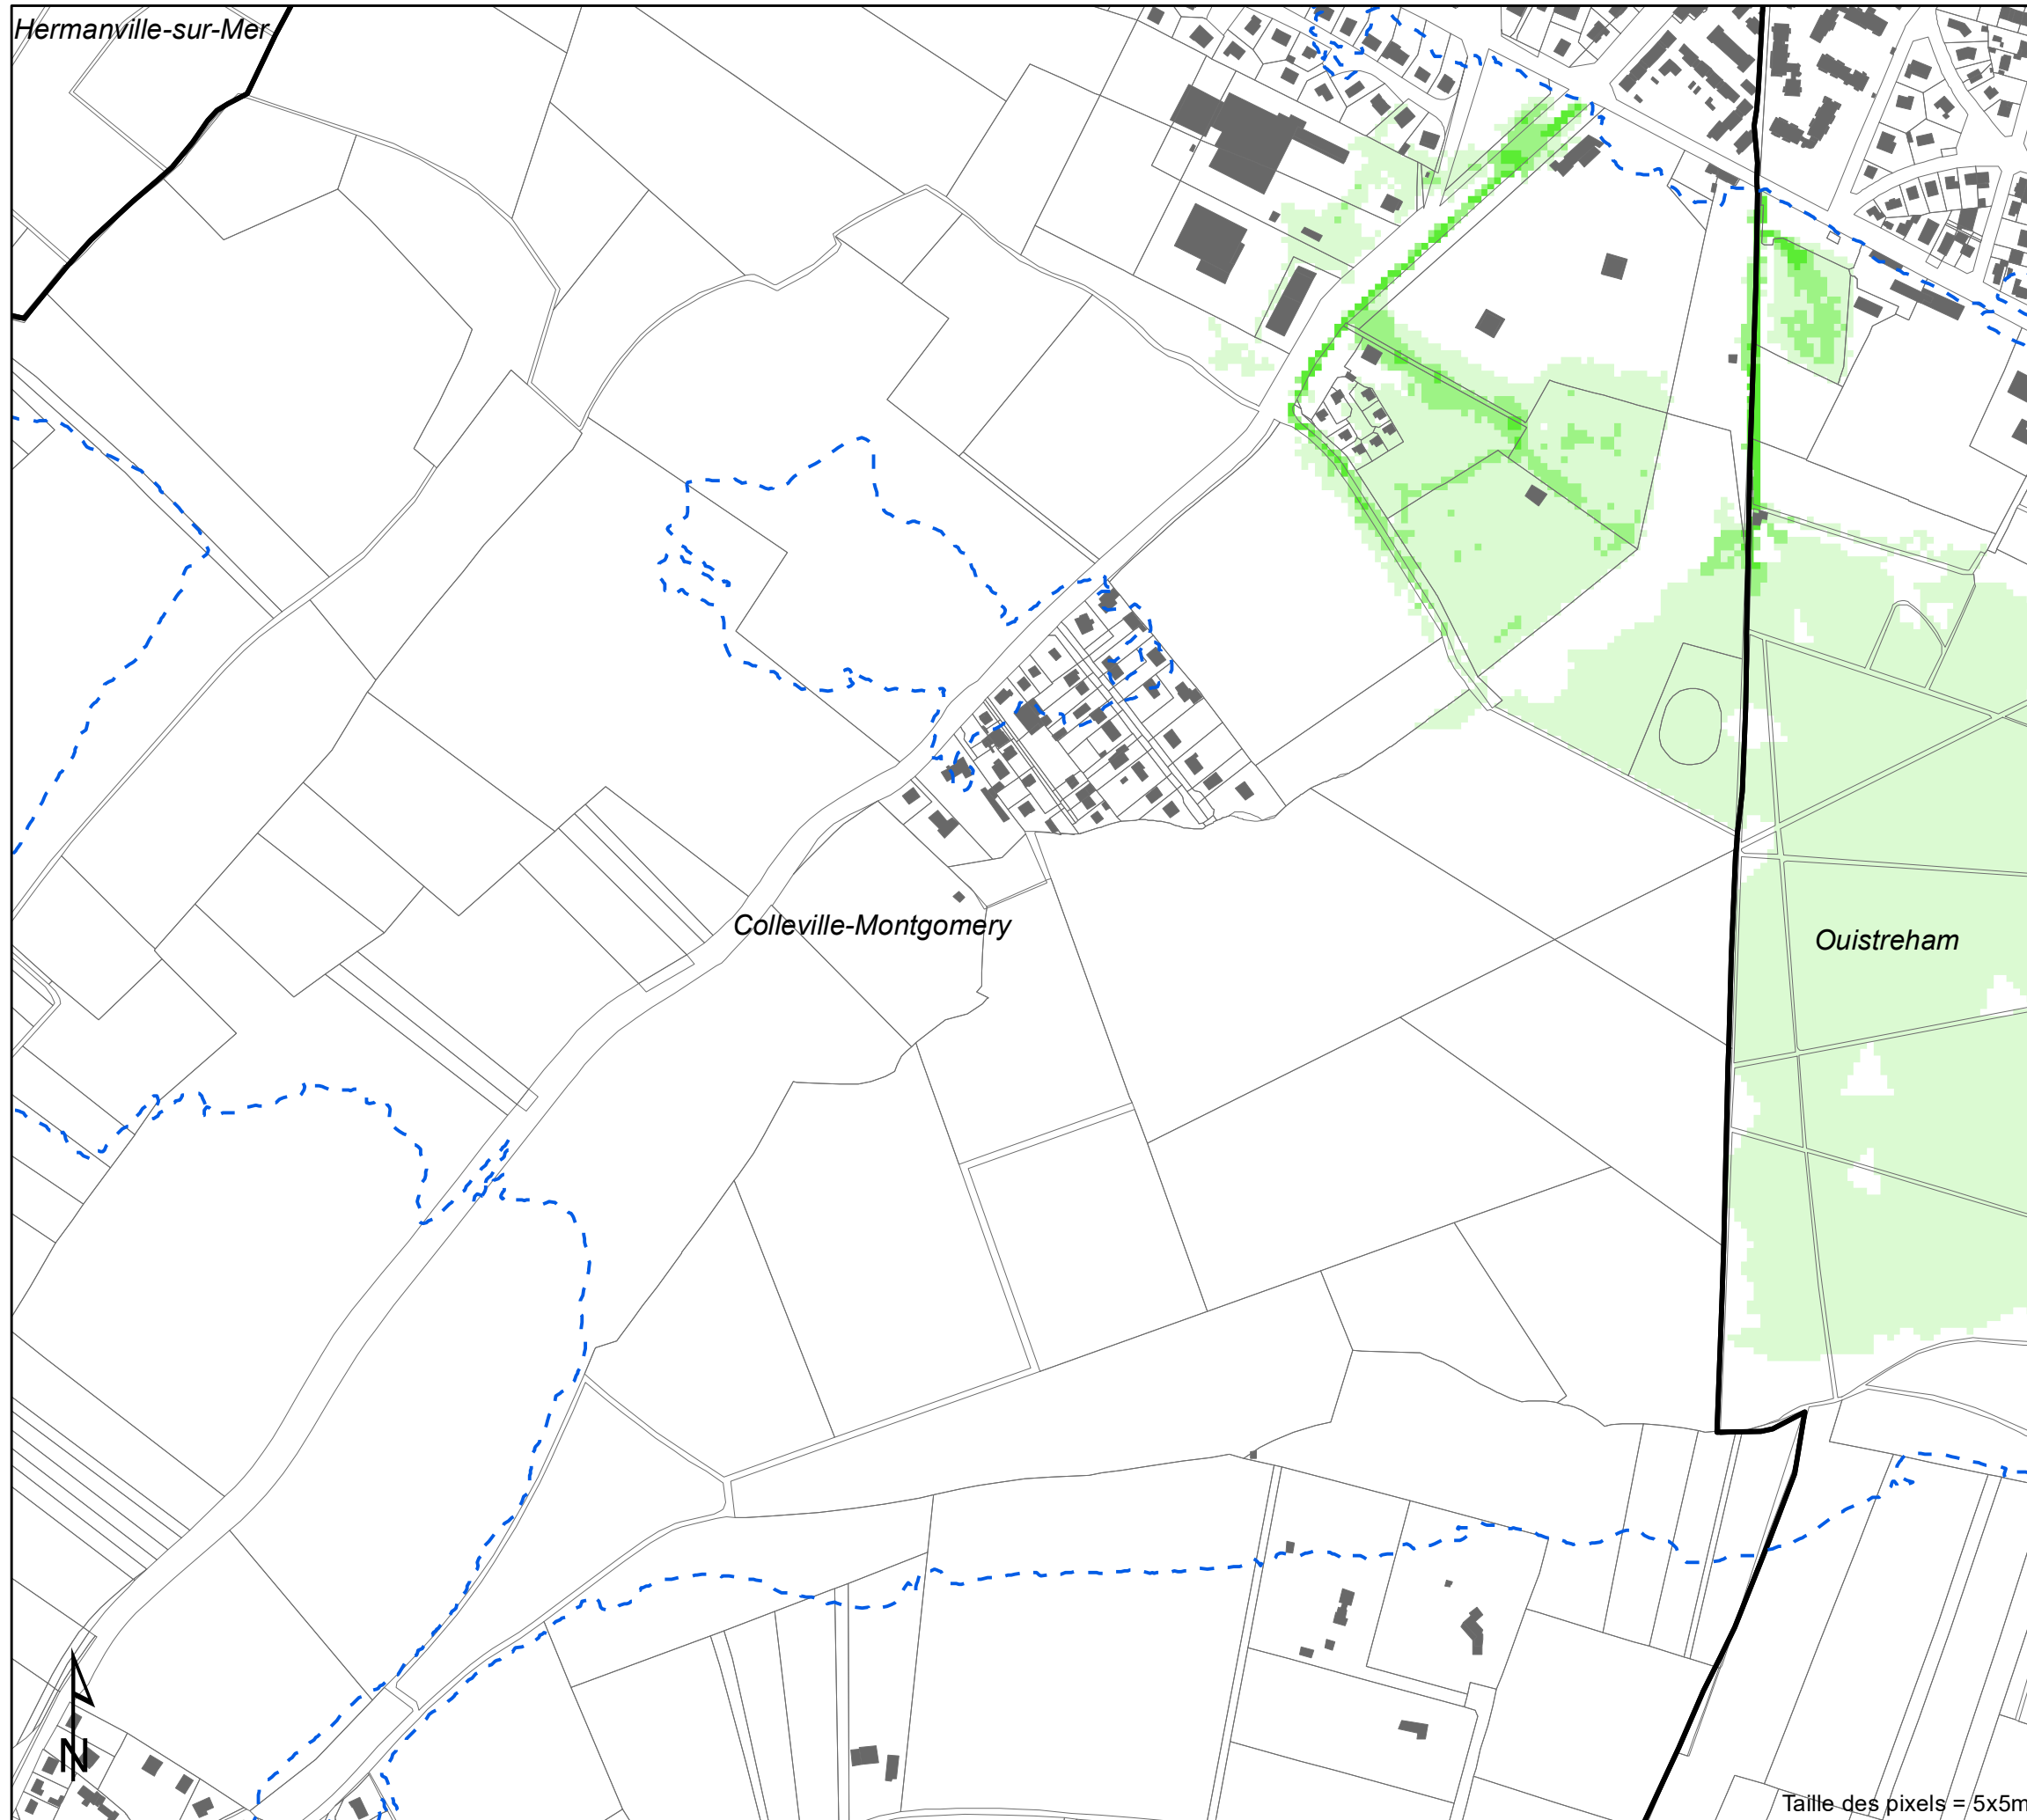 Hermanville-sur-Mer
Colleville-Montgomery
Ouistreham
N
Taille des pixels = 5x5m